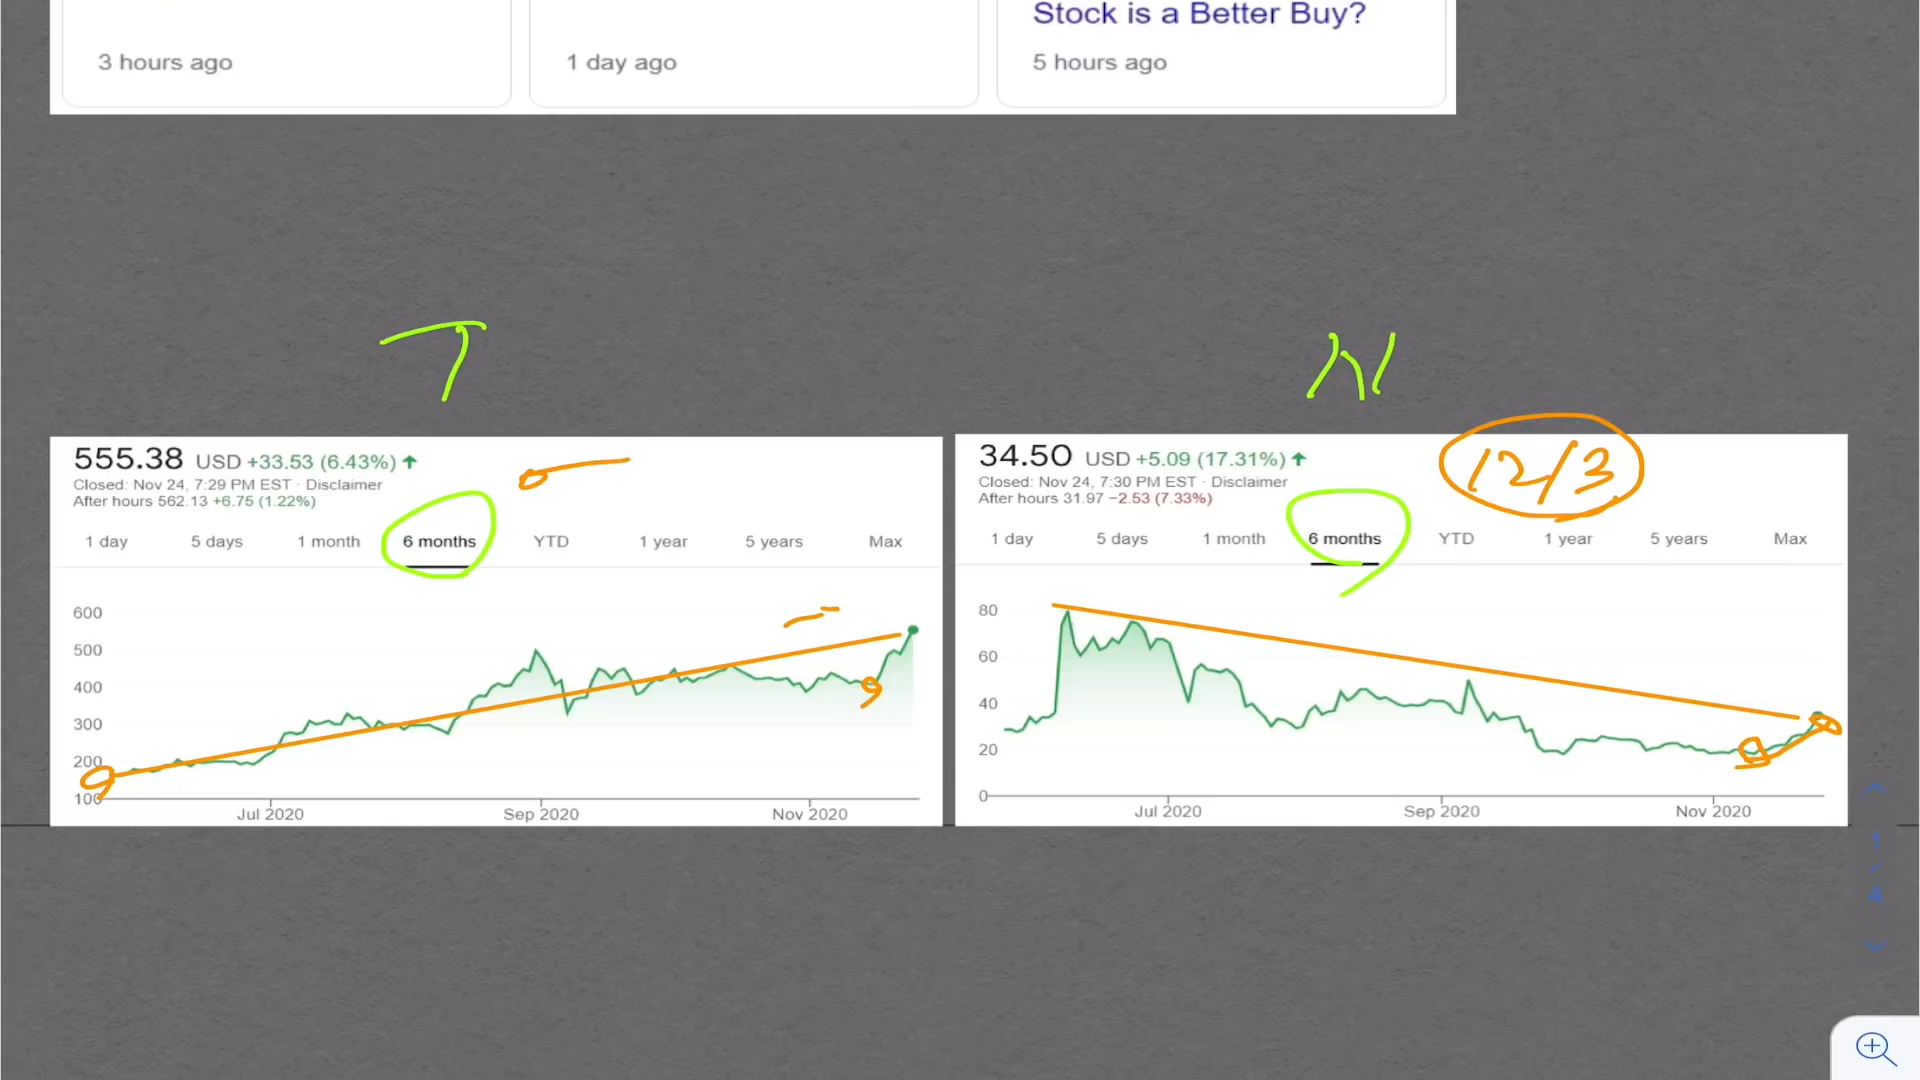 Stock is a Better Buy?
3 hours ago
1 day ago
5 hours ago
T
N
555.38 USD +33.53 (6.43%) ↑
Closed: Nov 24, 7:29 PM EST · Disclaimer
After hours 562.13 +6.75 (1.22%)
1 day 5 days 1 month 6 months YTD 1 year 5 years Max
600
500
400
300
200
100
Jul 2020 Sep 2020 Nov 2020
34.50 USD +5.09 (17.31%) ↑
12/3
Closed: Nov 24, 7:30 PM EST · Disclaimer
After hours 31.97 −2.53 (7.33%)
1 day 5 days 1 month 6 months YTD 1 year 5 years Max
80
60
40
20
0
Jul 2020 Sep 2020 Nov 2020